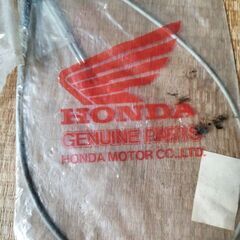 HONDA
GENUINE PARTS
HONDA MOTOR CO.,LTD.